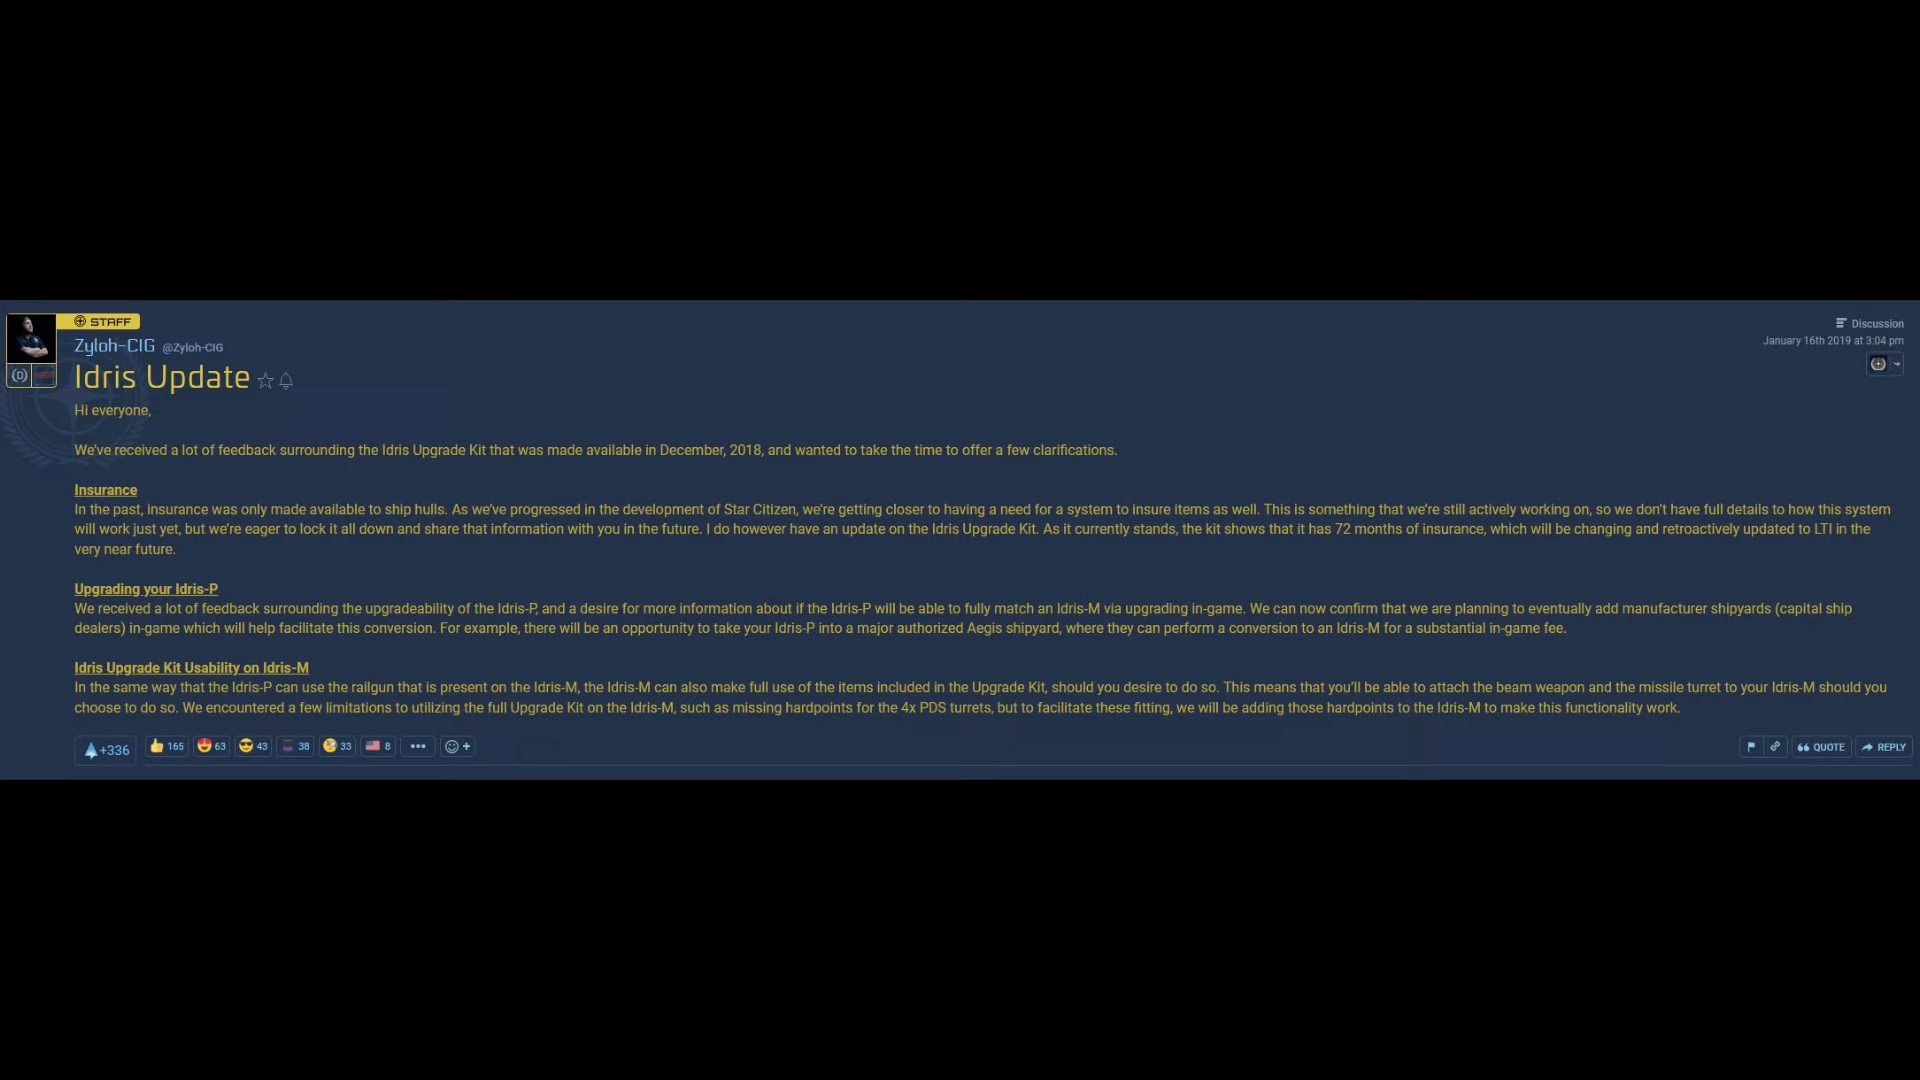 STAFF
Zyloh-CIG @Zyloh-CIG
Discussion
January 16th 2019 at 3:04 pm
Idris Update
Hi everyone,
We've received a lot of feedback surrounding the Idris Upgrade Kit that was made available in December, 2018, and wanted to take the time to offer a few clarifications.
Insurance
In the past, insurance was only made available to ship hulls. As we've progressed in the development of Star Citizen, we're getting closer to having a need for a system to insure items as well. This is something that we're still actively working on, so we don't have full details to how this system
will work just yet, but we're eager to lock it all down and share that information with you in the future. I do however have an update on the Idris Upgrade Kit. As it currently stands, the kit shows that it has 72 months of insurance, which will be changing and retroactively updated to LTI in the
very near future.
Upgrading your Idris-P
We received a lot of feedback surrounding the upgradeability of the Idris-P, and a desire for more information about if the Idris-P will be able to fully match an Idris-M via upgrading in-game. We can now confirm that we are planning to eventually add manufacturer shipyards (capital ship
dealers) in-game which will help facilitate this conversion. For example, there will be an opportunity to take your Idris-P into a major authorized Aegis shipyard, where they can perform a conversion to an Idris-M for a substantial in-game fee.
Idris Upgrade Kit Usability on Idris-M
In the same way that the Idris-P can use the railgun that is present on the Idris-M, the Idris-M can also make full use of the items included in the Upgrade Kit, should you desire to do so. This means that you'll be able to attach the beam weapon and the missile turret to your Idris-M should you
choose to do so. We encountered a few limitations to utilizing the full Upgrade Kit on the Idris-M, such as missing hardpoints for the 4x PDS turrets, but to facilitate these fitting, we will be adding those hardpoints to the Idris-M to make this functionality work.
+336 165 63 43 38 33 8 ••• +
QUOTE REPLY